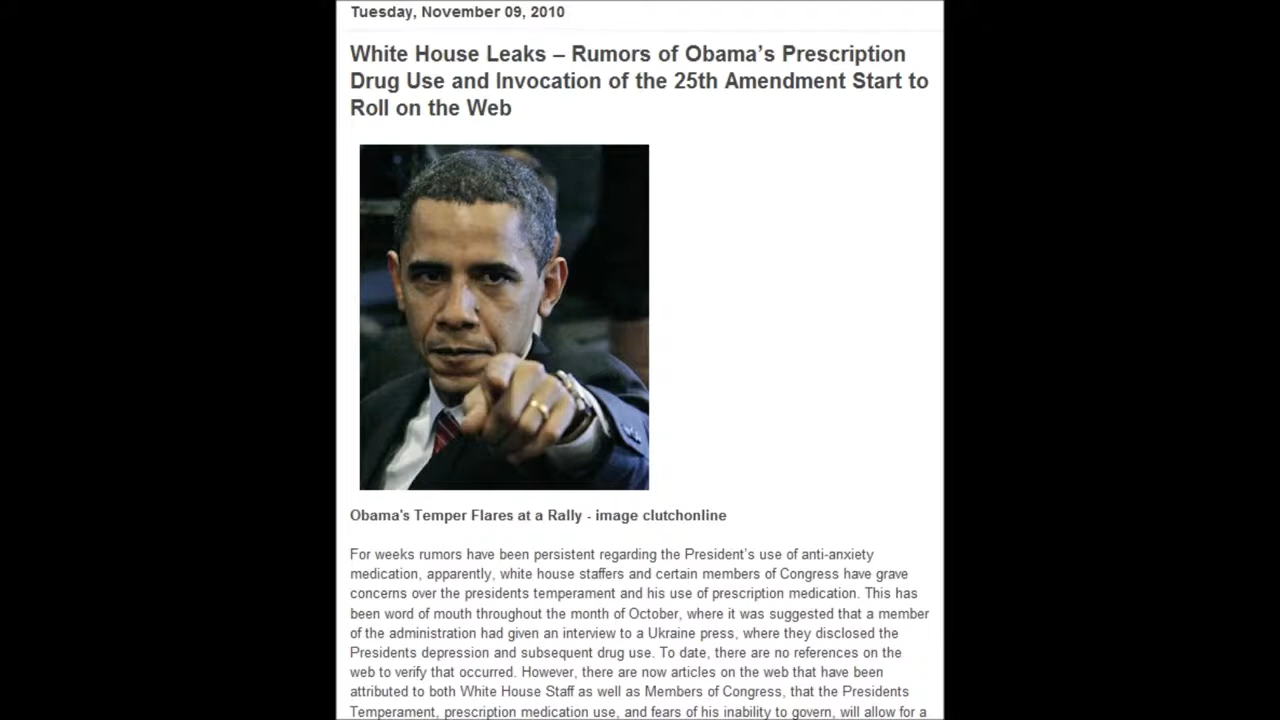 Tuesday, November 09, 2010
White House Leaks – Rumors of Obama’s Prescription
Drug Use and Invocation of the 25th Amendment Start to
Roll on the Web
Obama's Temper Flares at a Rally - image clutchonline
For weeks rumors have been persistent regarding the President’s use of anti-anxiety
medication, apparently, white house staffers and certain members of Congress have grave
concerns over the presidents temperament and his use of prescription medication. This has
been word of mouth throughout the month of October, where it was suggested that a member
of the administration had given an interview to a Ukraine press, where they disclosed the
Presidents depression and subsequent drug use. To date, there are no references on the
web to verify that occurred. However, there are now articles on the web that have been
attributed to both White House Staff as well as Members of Congress, that the Presidents
Temperament, prescription medication use, and fears of his inability to govern, will allow for a